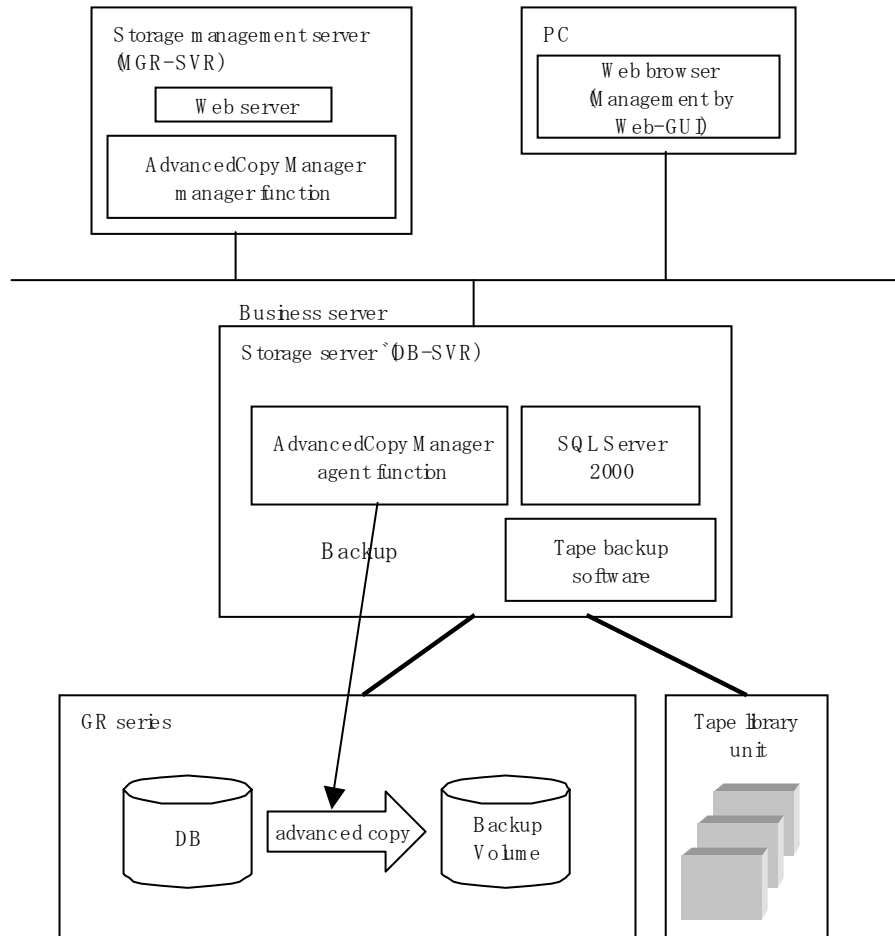 Storage management server
(MGR-SVR)
Web server
AdvancedCopy Manager
manager function
PC
Web browser
(Management by
Web-GUI)
Business server
Storage server`(DB-SVR)
AdvancedCopy Manager
agent function
SQL Server
2000
Backup
Tape backup
software
GR series
DB
advanced copy
Backup
Volume
Tape library
unit